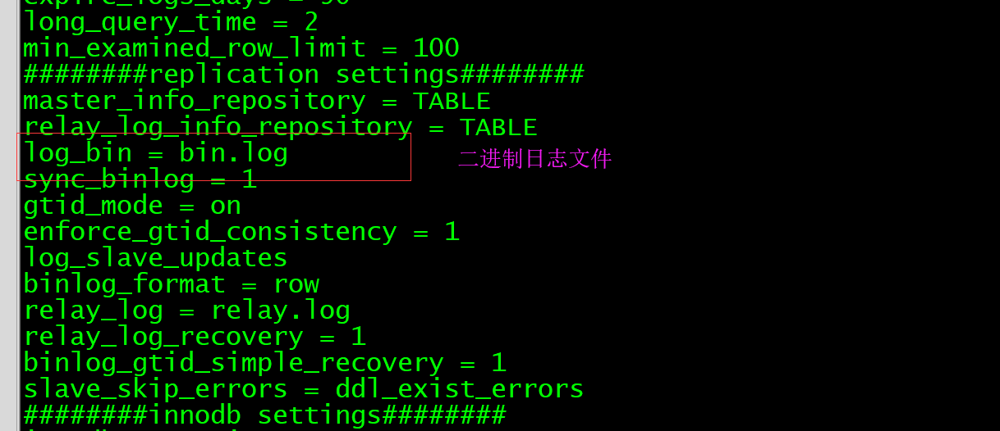 expire_logs_days = 90
long_query_time = 2
min_examined_row_limit = 100
########replication settings########
master_info_repository = TABLE
relay_log_info_repository = TABLE
log_bin = bin.log
二进制日志文件
sync_binlog = 1
gtid_mode = on
enforce_gtid_consistency = 1
log_slave_updates
binlog_format = row
relay_log = relay.log
relay_log_recovery = 1
binlog_gtid_simple_recovery = 1
slave_skip_errors = ddl_exist_errors
########innodb settings########